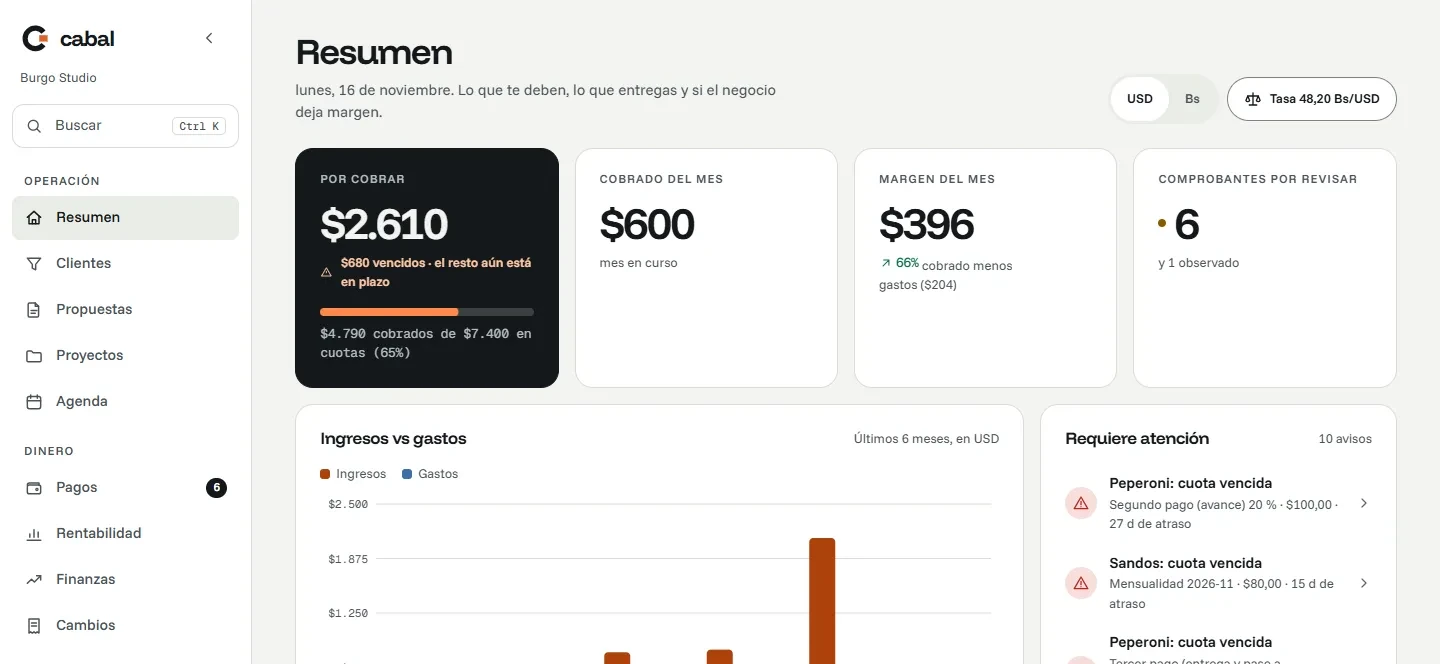 cabal
Burgo Studio
Buscar
Ctrl K
OPERACIÓN
Resumen
Clientes
Propuestas
Proyectos
Agenda
DINERO
Pagos
6
Rentabilidad
Finanzas
Cambios
Resumen
lunes, 16 de noviembre. Lo que te deben, lo que entregas y si el negocio
deja margen.
USD
Bs
Tasa 48,20 Bs/USD
POR COBRAR
$2.610
$680 vencidos · el resto aún está
en plazo
$4.790 cobrados de $7.400 en
cuotas (65%)
COBRADO DEL MES
$600
mes en curso
MARGEN DEL MES
$396
66% cobrado menos
gastos ($204)
COMPROBANTES POR REVISAR
6
y 1 observado
Ingresos vs gastos
Últimos 6 meses, en USD
Ingresos
Gastos
$2.500
$1.875
$1.250
Requiere atención
10 avisos
Peperoni: cuota vencida
Segundo pago (avance) 20 % · $100,00 ·
27 d de atraso
Sandos: cuota vencida
Mensualidad 2026-11 · $80,00 · 15 d de
atraso
Peperoni: cuota vencida
Tercer pago (entrega y paso a